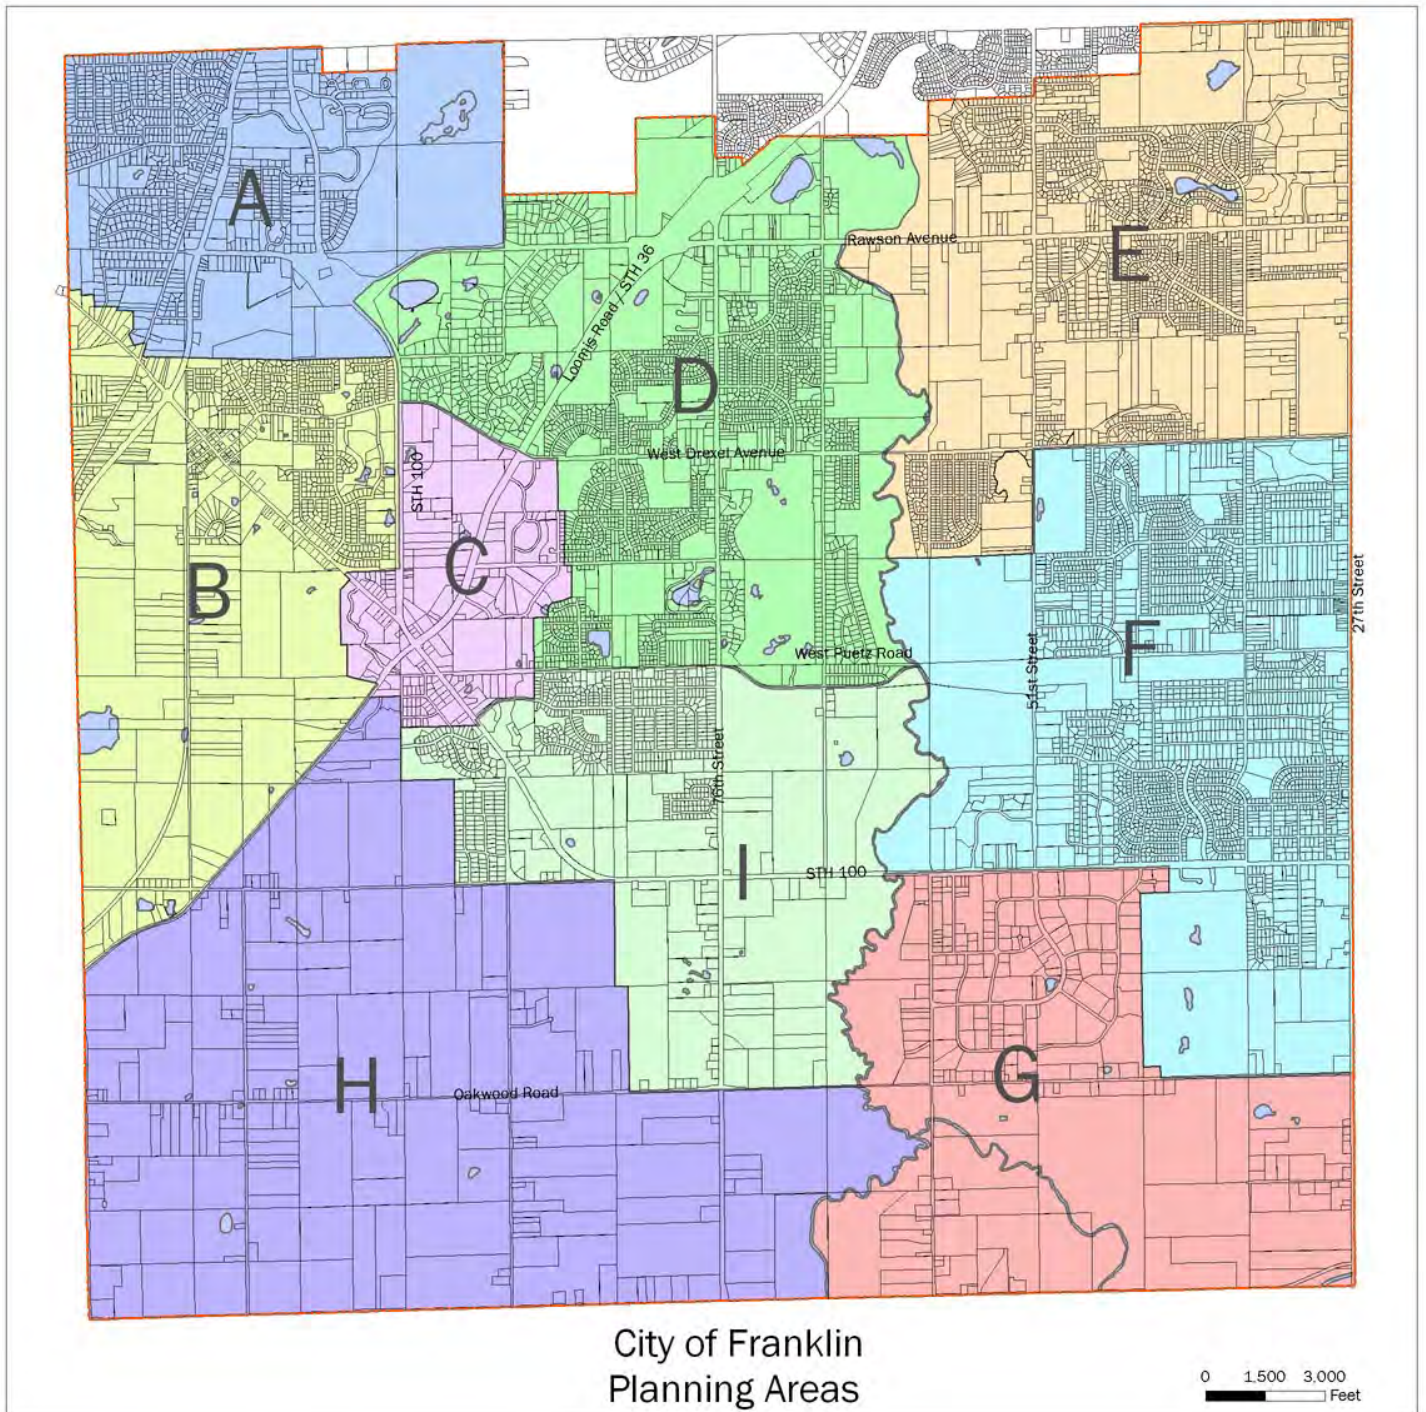 A
Rawson Avenue
E
Loomis Road / STH 36
D
West Drexel Avenue
STH 100
C
B
27th Street
West Puetz Road
51st Street
F
76th Street
I
STH 100
H
Oakwood Road
G
City of Franklin
Planning Areas
0 1,500 3,000
Feet